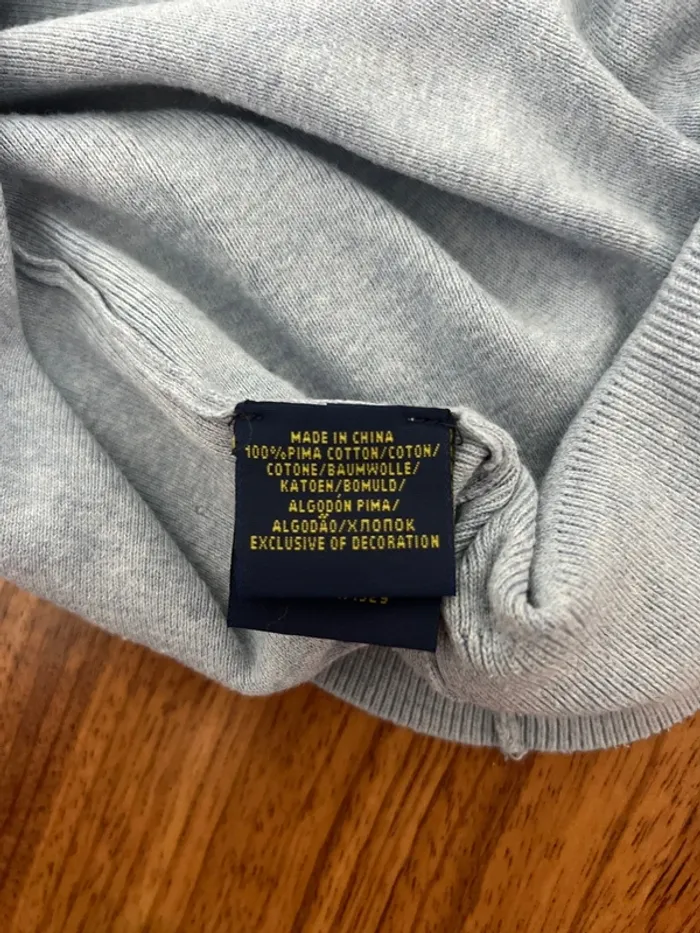 MADE IN CHINA
100%PIMA COTTON/COTON/
COTONE/BAUMWOLLE/
KATOEN/BOMULD/
ALGODÓN PIMA/
ALGODÃO/ХЛОПОК
EXCLUSIVE OF DECORATION